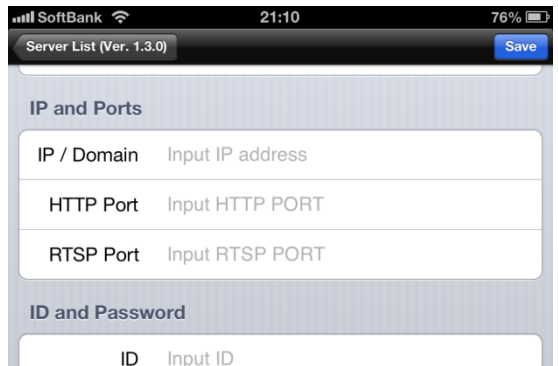 SoftBank 21:10 76%
Server List (Ver. 1.3.0) Save
IP and Ports
IP / Domain Input IP address
HTTP Port Input HTTP PORT
RTSP Port Input RTSP PORT
ID and Password
ID Input ID